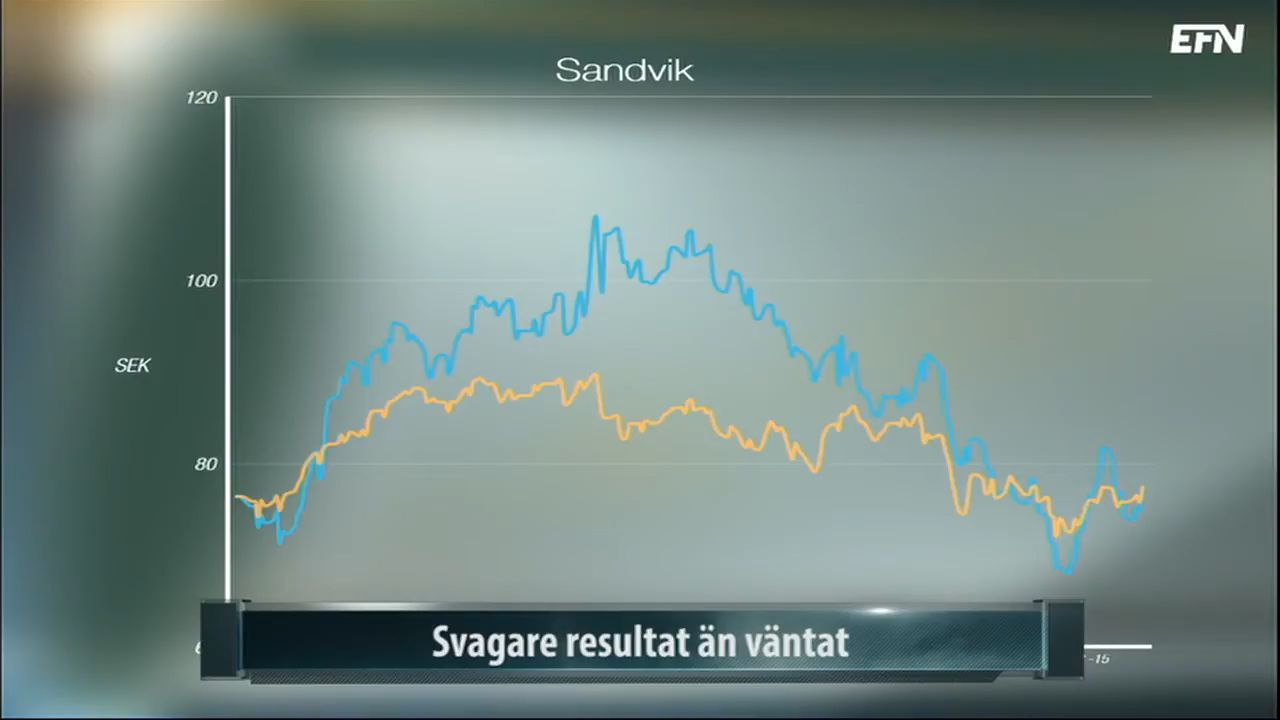 EFN
Sandvik
120
100
SEK
80
Svagare resultat än väntat
-15